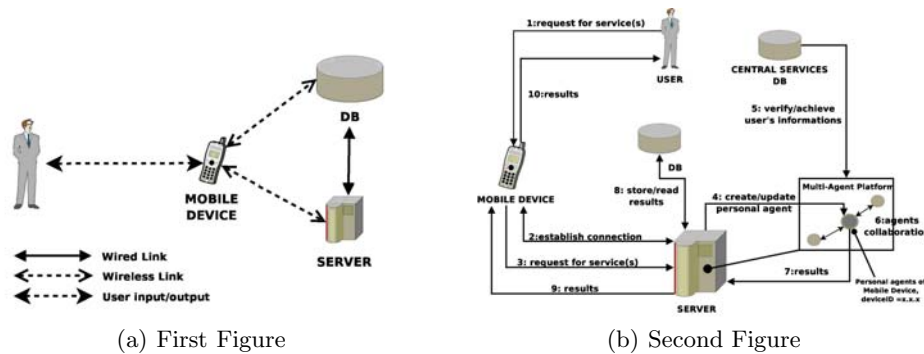 DB
MOBILE
DEVICE
SERVER
Wired Link
Wireless Link
User input/output
(a) First Figure
1:request for service(s)
USER
CENTRAL SERVICES
DB
10:results
5: verify/achieve
user's informations
DB
Multi-Agent Platform
MOBILE DEVICE
8: store/read
results
4: create/update
personal agent
6:agents
collaboratio
2:establish connection
3: request for service(s)
7:results
9: results
SERVER
Personal agents of
Mobile Device,
deviceID =x.x.x
(b) Second Figure